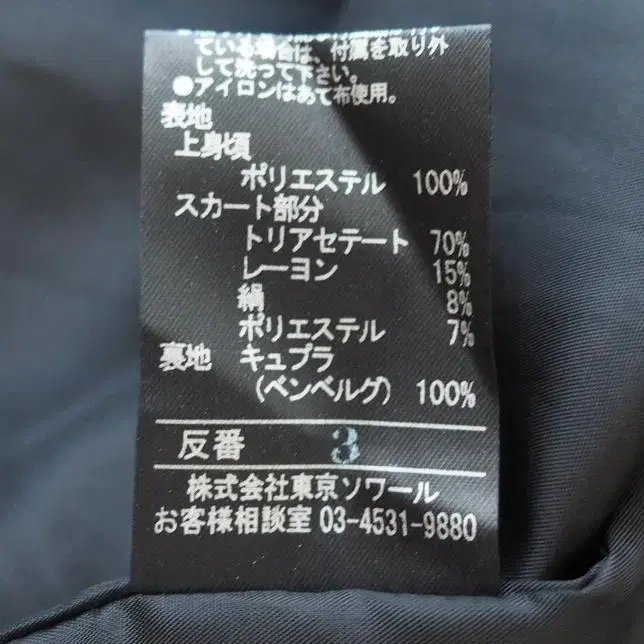 ている場合は、付属を取り外
して洗って下さい。
●アイロンはあて布使用。
表地
上身頃
ポリエステル 100%
スカート部分
トリアセテート 70%
レーヨン 15%
絹 8%
ポリエステル 7%
裏地 キュプラ
(ベンベルグ) 100%
反番 3
株式会社東京ソワール
お客様相談室 03-4531-9880